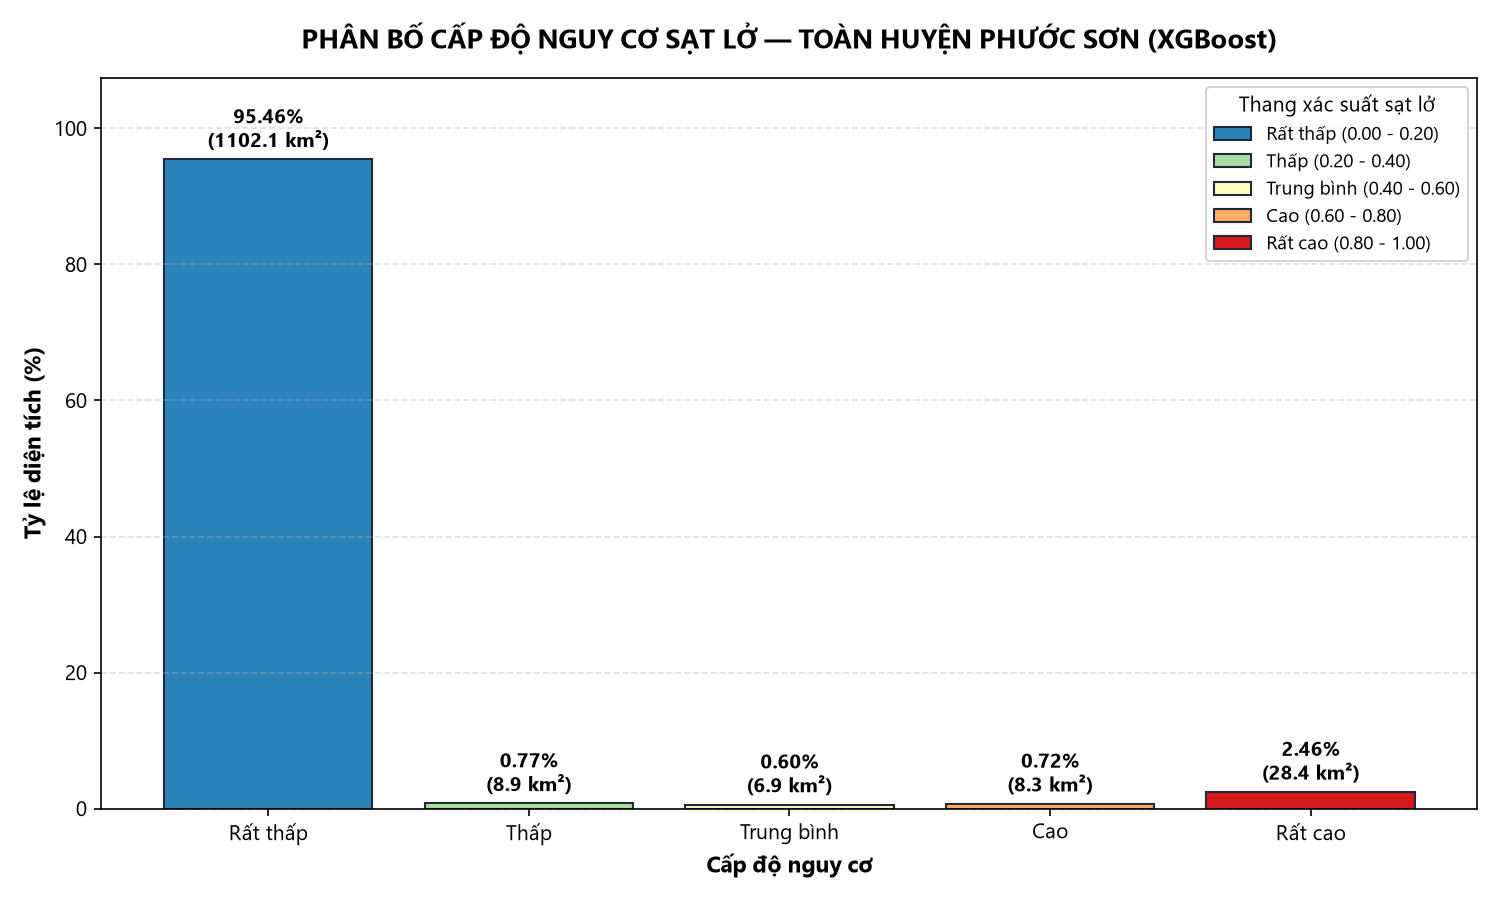 PHÂN BỐ CẤP ĐỘ NGUY CƠ SẠT LỞ — TOÀN HUYỆN PHƯỚC SƠN (XGBoost)
Thang xác suất sạt lở
Rất thấp (0.00 - 0.20)
Thấp (0.20 - 0.40)
Trung bình (0.40 - 0.60)
Cao (0.60 - 0.80)
Rất cao (0.80 - 1.00)
95.46%
(1102.1 km²)
0.77%
(8.9 km²)
0.60%
(6.9 km²)
0.72%
(8.3 km²)
2.46%
(28.4 km²)
Tỷ lệ diện tích (%)
100
80
60
40
20
0
Rất thấp
Thấp
Trung bình
Cao
Rất cao
Cấp độ nguy cơ